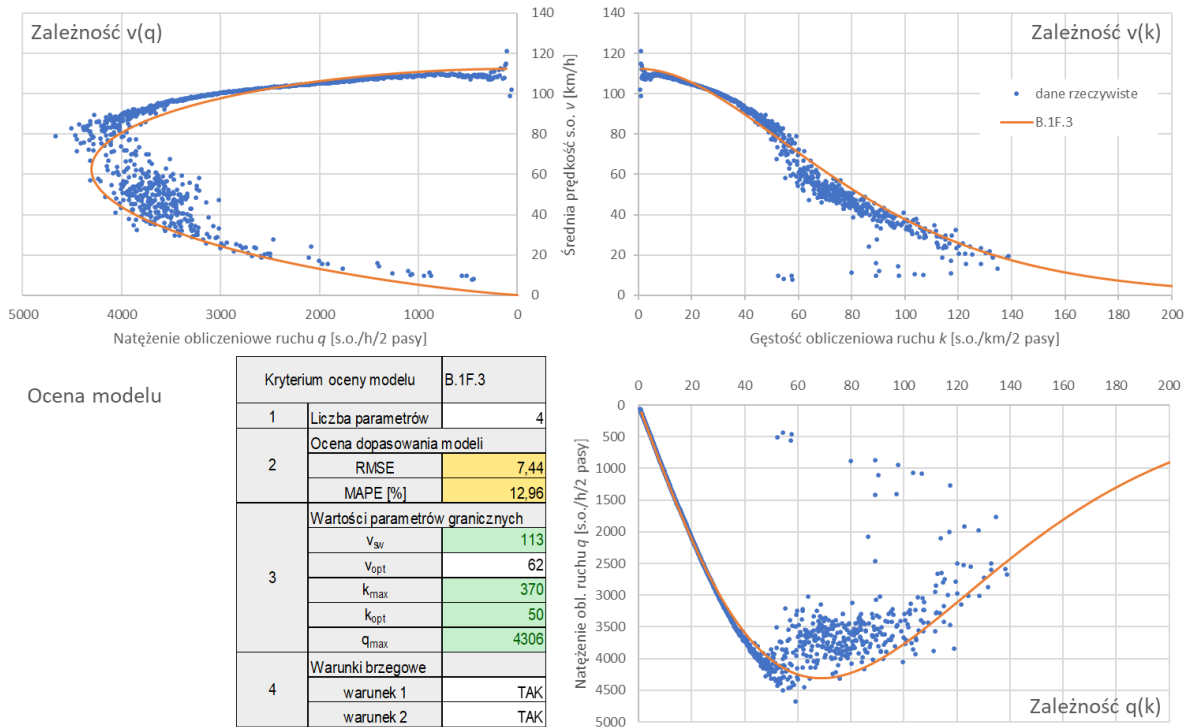 Zależność v(q)
140
120
100
80
60
40
20
0
5000 4000 3000 2000 1000 0
Natężenie obliczeniowe ruchu q [s.o./h/2 pasy]
Średnia prędkość s.o. v [km/h]
Zależność v(k)
140
120
100
80
60
40
20
0
0 20 40 60 80 100 120 140 160 180 200
Gęstość obliczeniowa ruchu k [s.o./km/2 pasy]
dane rzeczywiste
B.1F.3
Ocena modelu
Kryterium oceny modelu B.1F.3
1 Liczba parametrów 4
2 Ocena dopasowania modeli
RMSE 7,44
MAPE [%] 12,96
3 Wartości parametrów granicznych
vsw 113
vopt 62
kmax 370
kopt 50
qmax 4306
4 Warunki brzegowe
warunek 1 TAK
warunek 2 TAK
0 20 40 60 80 100 120 140 160 180 200
0
500
1000
1500
2000
2500
3000
3500
4000
4500
5000
Natężenie obl. ruchu q [s.o./h/2 pasy]
Zależność q(k)